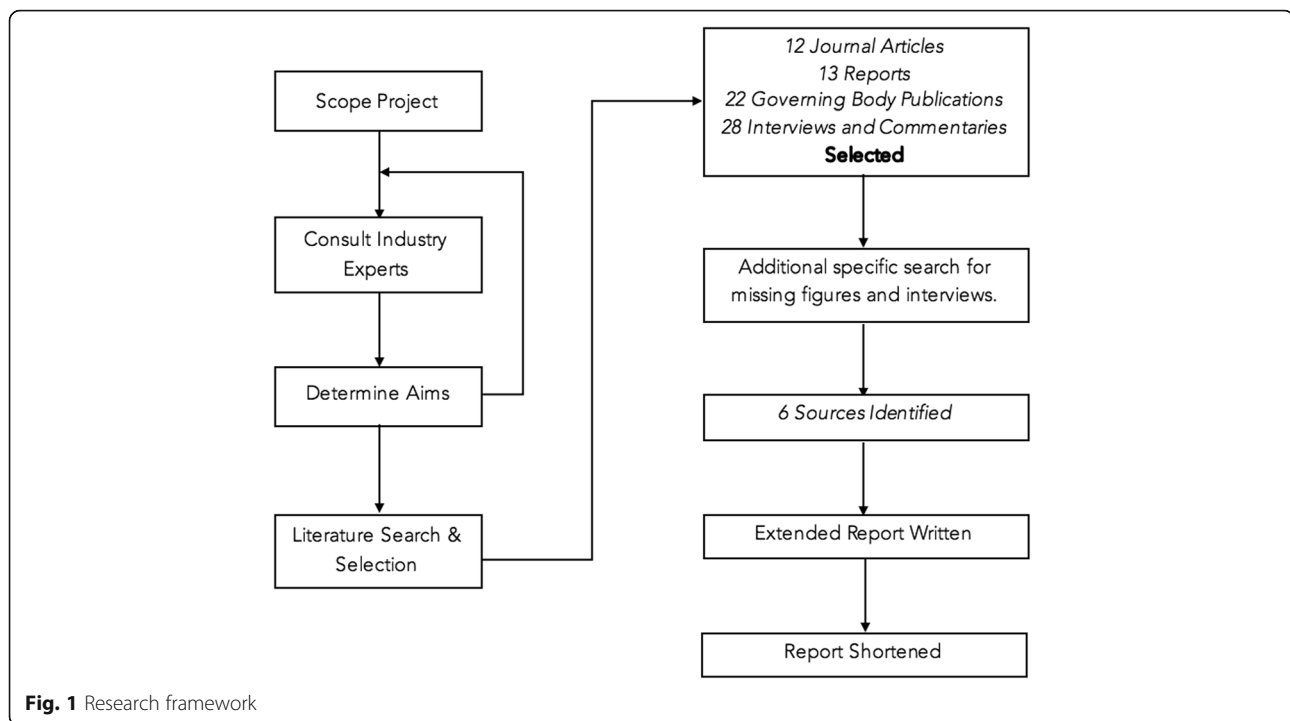 Scope Project
Consult Industry
Experts
Determine Aims
Literature Search &
Selection
12 Journal Articles
13 Reports
22 Governing Body Publications
28 Interviews and Commentaries
Selected
Additional specific search for
missing figures and interviews.
6 Sources Identified
Extended Report Written
Report Shortened
Fig. 1 Research framework